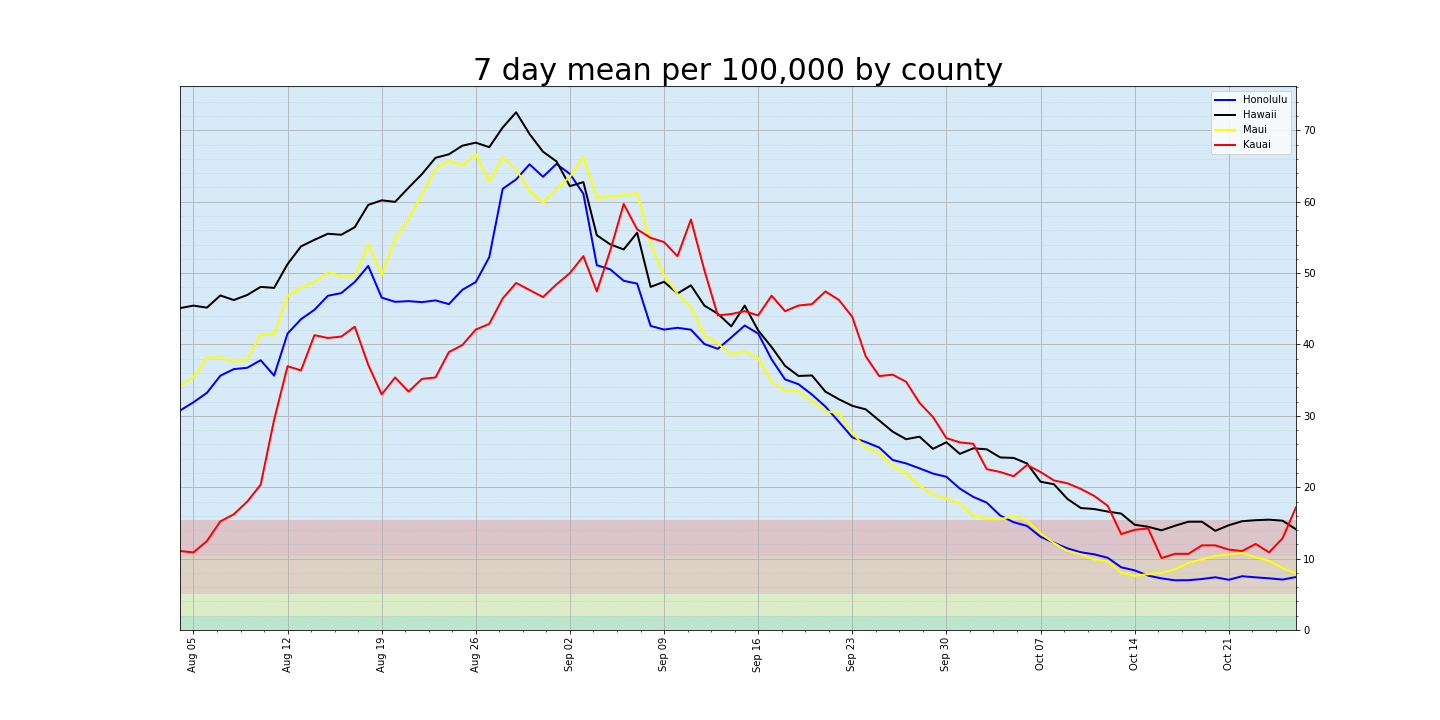 7 day mean per 100,000 by county
Honolulu
Hawaii
Maui
Kauai
70
60
50
40
30
20
10
0
Aug 05
Aug 12
Aug 19
Aug 26
Sep 02
Sep 09
Sep 16
Sep 23
Sep 30
Oct 07
Oct 14
Oct 21